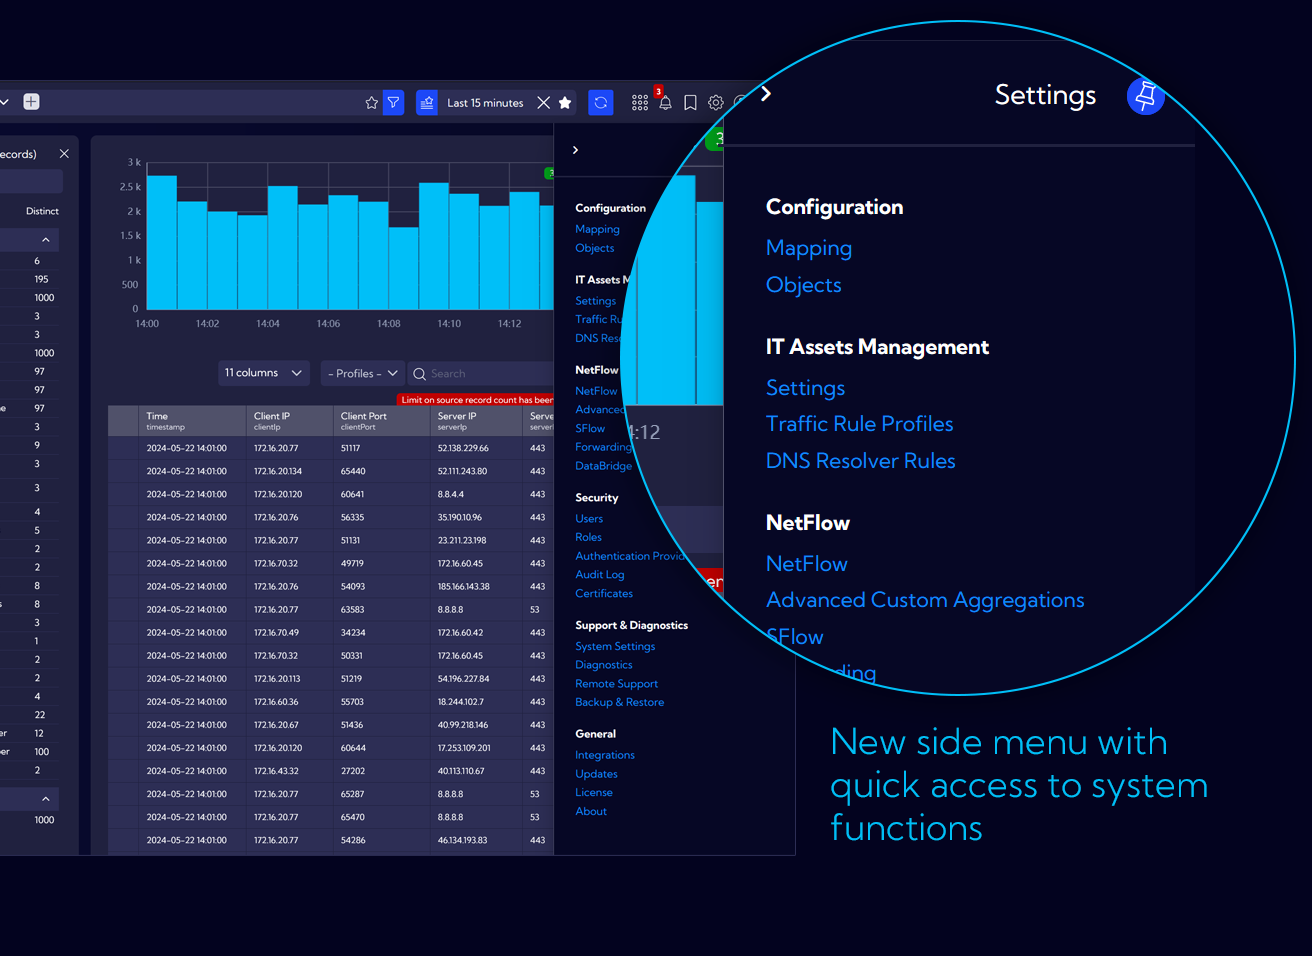 Last 15 minutes
3
ecords)
Distinct
6
195
1000
3
3
1000
97
97
e 97
3
9
3
3
4
5
2
2
8
s 8
3
1
2
2
4
22
er 12
er 100
2
1000
3 k
2.5 k
2 k
1.5 k
1 k
500
0
14:00 14:02 14:04 14:06 14:08 14:10 14:12
11 columns
- Profiles -
Search
Limit on source record count has been
Time Client IP Client Port Server IP Serve
timestamp clientIp clientPort serverIp server
2024-05-22 14:01:00 172.16.20.77 51117 52.138.229.66 443
2024-05-22 14:01:00 172.16.20.134 65440 52.111.243.80 443
2024-05-22 14:01:00 172.16.20.120 60641 8.8.4.4 443
2024-05-22 14:01:00 172.16.20.76 56335 35.190.10.96 443
2024-05-22 14:01:00 172.16.20.77 51131 23.211.23.198 443
2024-05-22 14:01:00 172.16.70.32 49719 172.16.60.45 443
2024-05-22 14:01:00 172.16.20.76 54093 185.166.143.38 443
2024-05-22 14:01:00 172.16.20.77 63583 8.8.8.8 53
2024-05-22 14:01:00 172.16.70.49 34234 172.16.60.42 443
2024-05-22 14:01:00 172.16.70.32 50331 172.16.60.45 443
2024-05-22 14:01:00 172.16.20.113 51219 54.196.227.84 443
2024-05-22 14:01:00 172.16.60.36 55703 18.244.102.7 443
2024-05-22 14:01:00 172.16.20.67 51436 40.99.218.146 443
2024-05-22 14:01:00 172.16.20.120 60644 17.253.109.201 443
2024-05-22 14:01:00 172.16.43.32 27202 40.113.110.67 443
2024-05-22 14:01:00 172.16.20.77 65287 8.8.8.8 53
2024-05-22 14:01:00 172.16.20.77 65470 8.8.8.8 53
2024-05-22 14:01:00 172.16.20.77 54286 46.134.193.83 443
Configuration
Mapping
Objects
IT Assets M
Settings
Traffic Ru
DNS Reso
NetFlow
NetFlow
Advanced
SFlow
Forwarding
DataBridge
Security
Users
Roles
Authentication Provid
Audit Log
Certificates
Support & Diagnostics
System Settings
Diagnostics
Remote Support
Backup & Restore
General
Integrations
Updates
License
About
3
4:12
en
Settings
Configuration
Mapping
Objects
IT Assets Management
Settings
Traffic Rule Profiles
DNS Resolver Rules
NetFlow
NetFlow
Advanced Custom Aggregations
SFlow
ding
New side menu with
quick access to system
functions